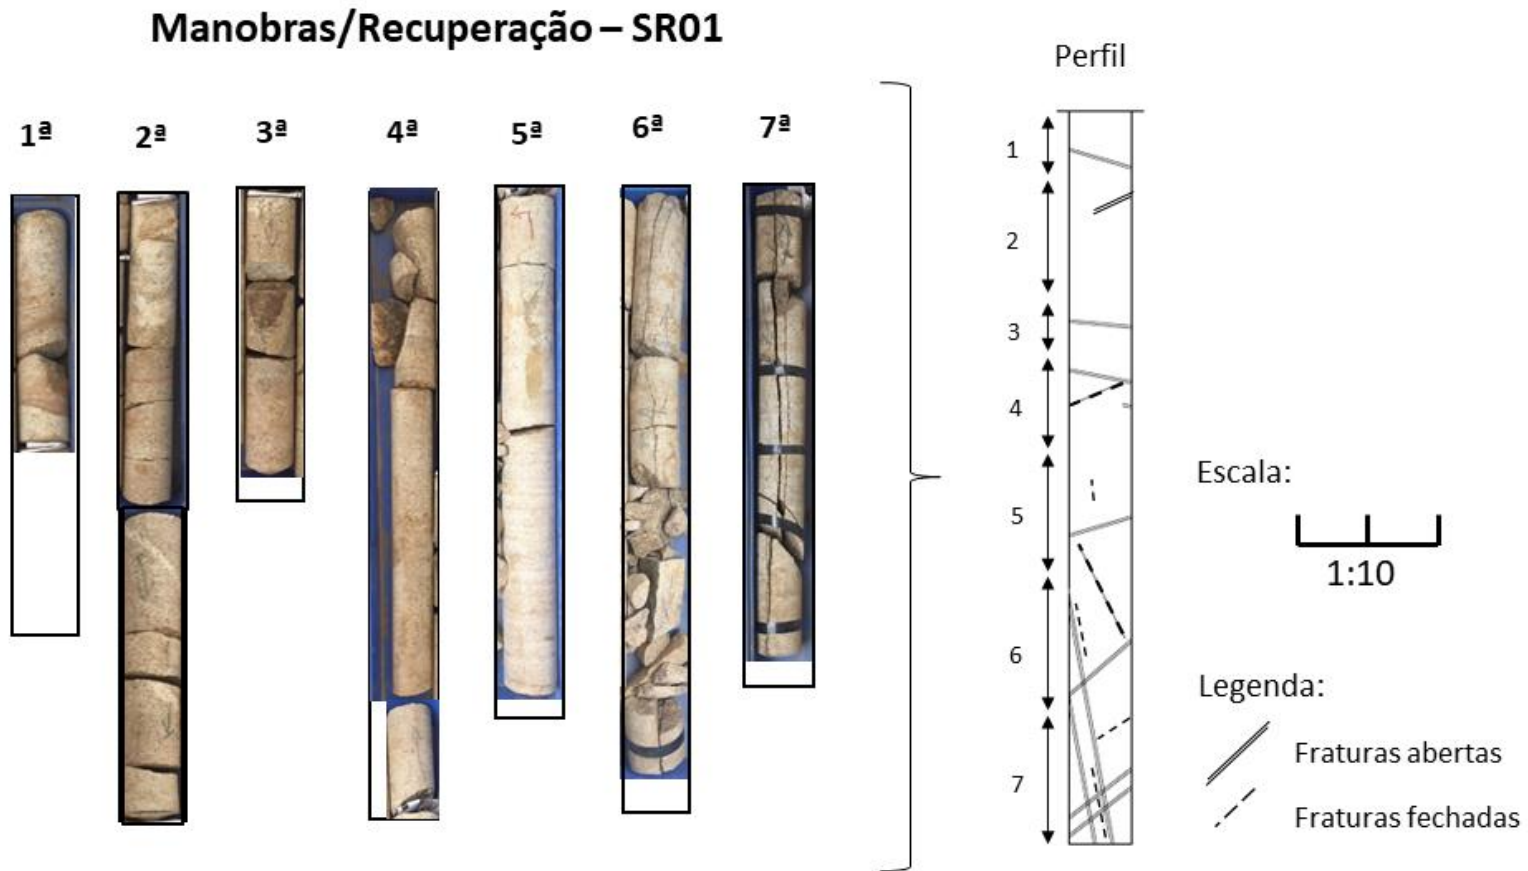 Manobras/Recuperação – SR01
1ª
2ª
3ª
4ª
5ª
6ª
7ª
Perfil
1
2
3
4
5
6
7
Escala:
1:10
Legenda:
Fraturas abertas
Fraturas fechadas